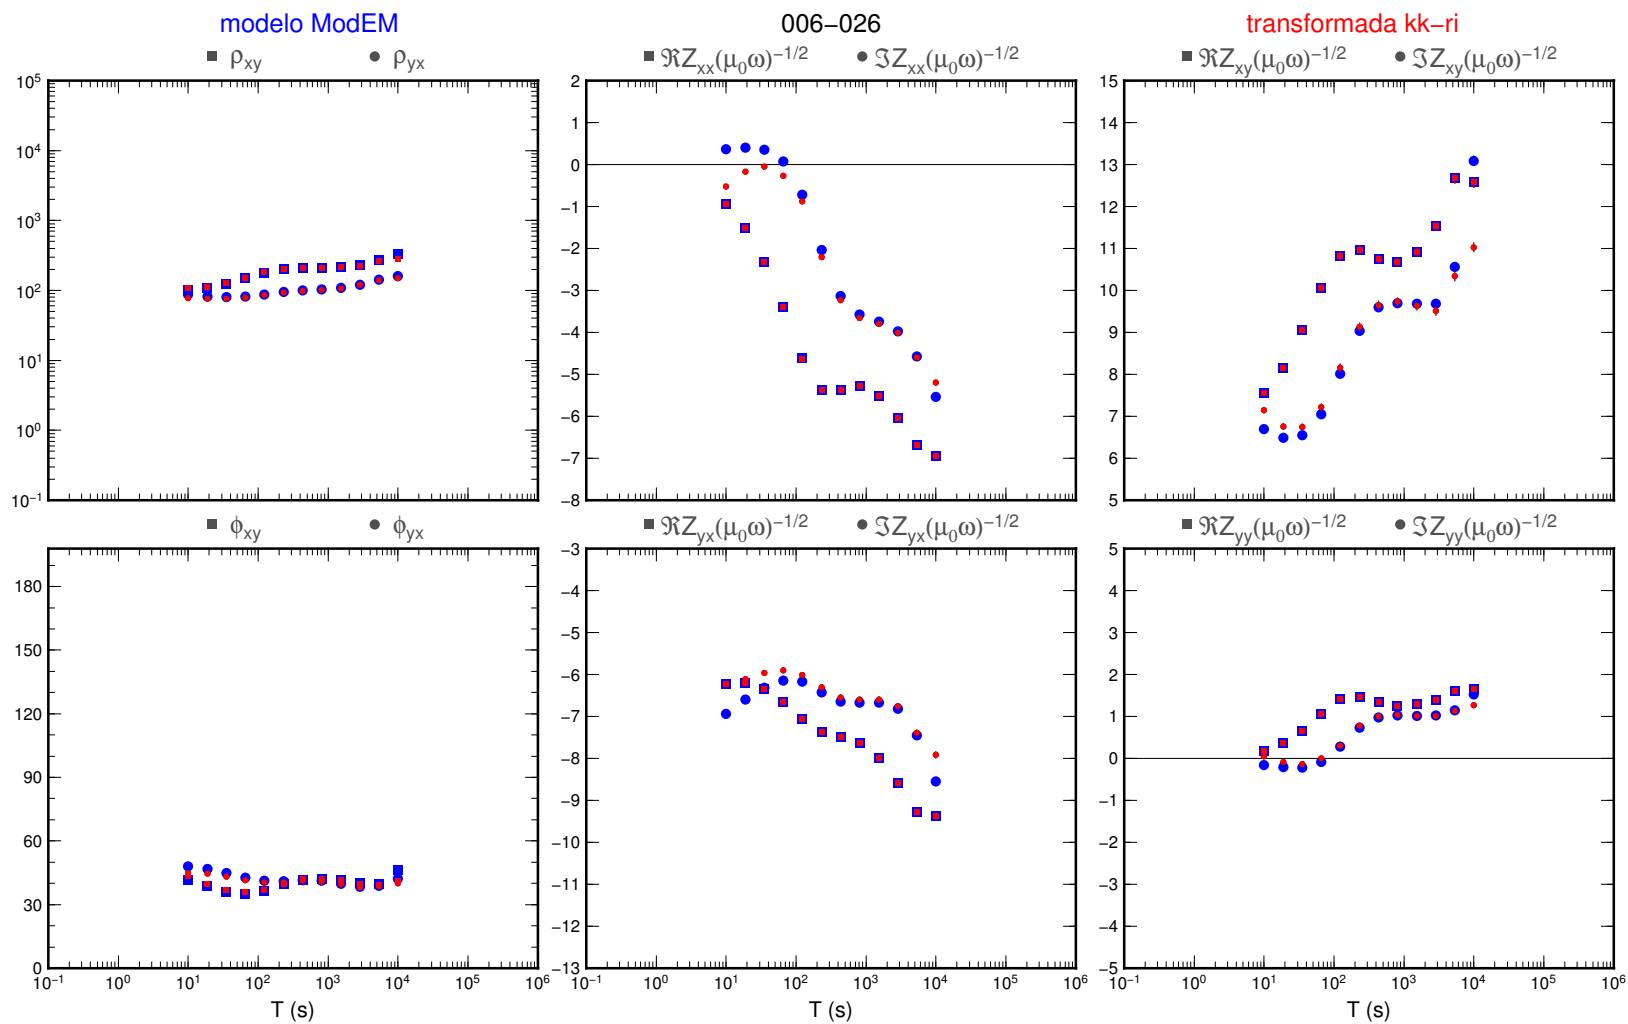 modelo ModEM 006−026 transformada kk−ri
ρxy ρyx ℜZxx(μ0ω)−1/2 ℑZxx(μ0ω)−1/2 ℜZxy(μ0ω)−1/2 ℑZxy(μ0ω)−1/2
10⁵ 2 15
14
10⁴ 1 13
0 12
10³ −1 11
−2 10
10² −3 9
10¹ −4 8
−5 7
10⁰ −6 6
−7
10⁻¹ −8 5
ϕxy ϕyx ℜZyx(μ0ω)−1/2 ℑZyx(μ0ω)−1/2 ℜZyy(μ0ω)−1/2 ℑZyy(μ0ω)−1/2
−3 5
180 −4 4
−5 3
150 −6 2
120 −7 1
−8 0
90 −9 −1
60 −10 −2
−11 −3
30 −12 −4
0 −13 −5
10⁻¹ 10⁰ 10¹ 10² 10³ 10⁴ 10⁵ 10⁶ 10⁻¹ 10⁰ 10¹ 10² 10³ 10⁴ 10⁵ 10⁶ 10⁻¹ 10⁰ 10¹ 10² 10³ 10⁴ 10⁵ 10⁶
T (s) T (s) T (s)